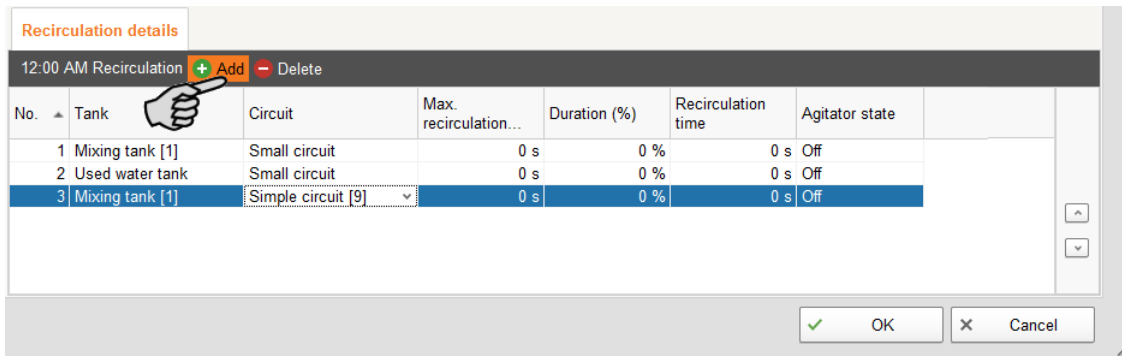 Recirculation details
12:00 AM Recirculation Add Delete
No. Tank Circuit Max. recirculation... Duration (%) Recirculation time Agitator state
1 Mixing tank [1] Small circuit 0 s 0 % 0 s Off
2 Used water tank Small circuit 0 s 0 % 0 s Off
3 Mixing tank [1] Simple circuit [9] 0 s 0 % 0 s Off
OK Cancel